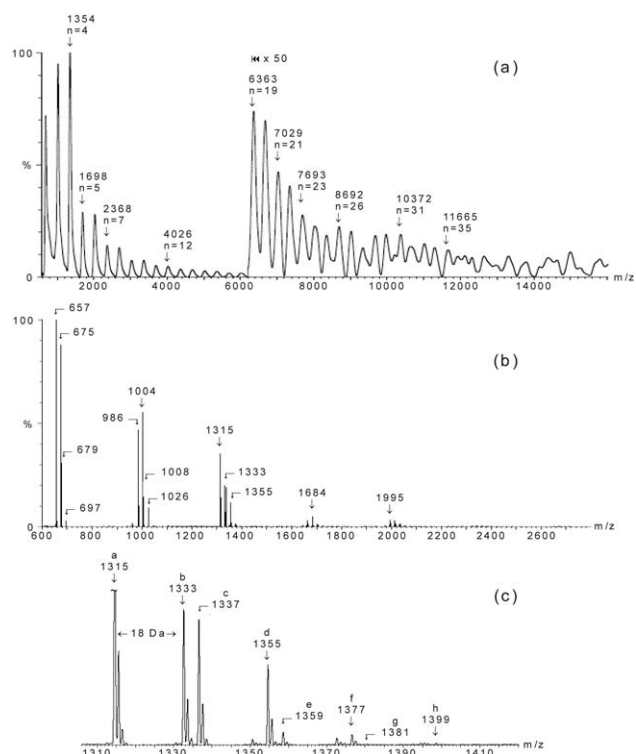 1354
n=4
100
⏮ x 50
(a)
6363
n=19
7029
n=21
1698
n=5
7693
n=23
%
8692
n=26
10372
n=31
2368
n=7
11665
n=35
4026
n=12
0
2000 4000 6000 8000 10000 12000 14000 m/z
657
100
675
(b)
1004
986
%
1315
679
1008
1333
1026
1355
697
1684
1995
0
600 800 1000 1200 1400 1600 1800 2000 2200 2400 2600 m/z
a
1315
(c)
b
1333
c
1337
18 Da
d
1355
e
1359
f
1377
g
1381
h
1399
1310 1330 1350 1370 1390 1410 m/z